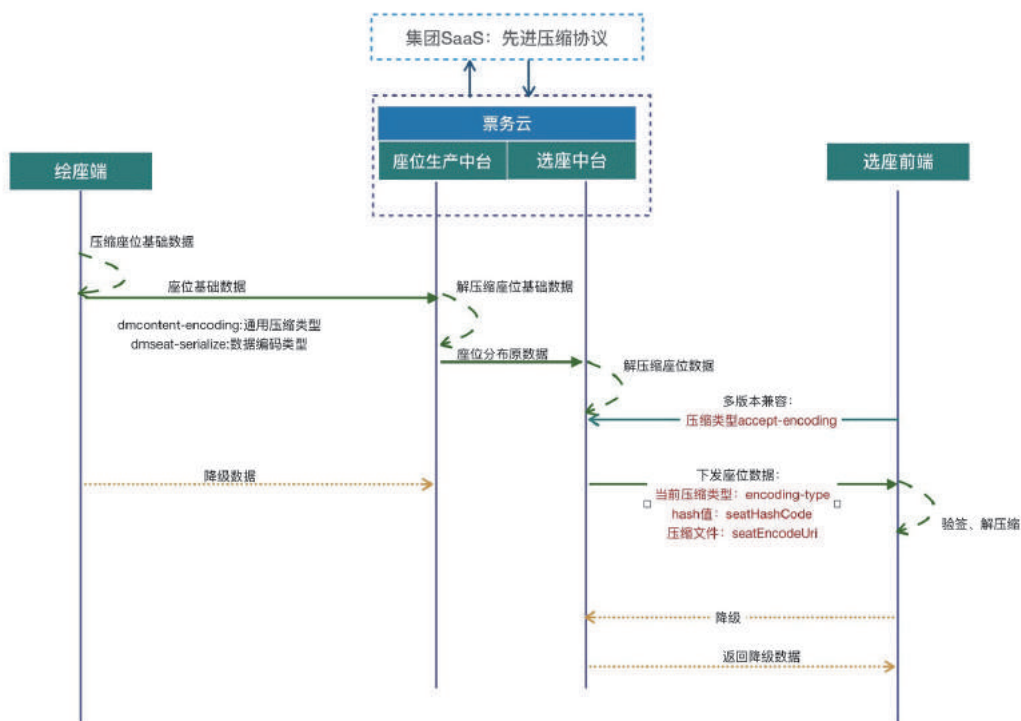 集团SaaS：先进压缩协议
票务云
绘座端
座位生产中台
选座中台
选座前端
压缩座位基础数据
座位基础数据
解压缩座位基础数据
dmcontent-encoding:通用压缩类型
dmseat-serialize:数据编码类型
座位分布原数据
解压缩座位数据
多版本兼容：
压缩类型accept-encoding
降级数据
下发座位数据：
当前压缩类型：encoding-type
hash值：seatHashCode
压缩文件：seatEncodeUri
验签、解压缩
降级
返回降级数据